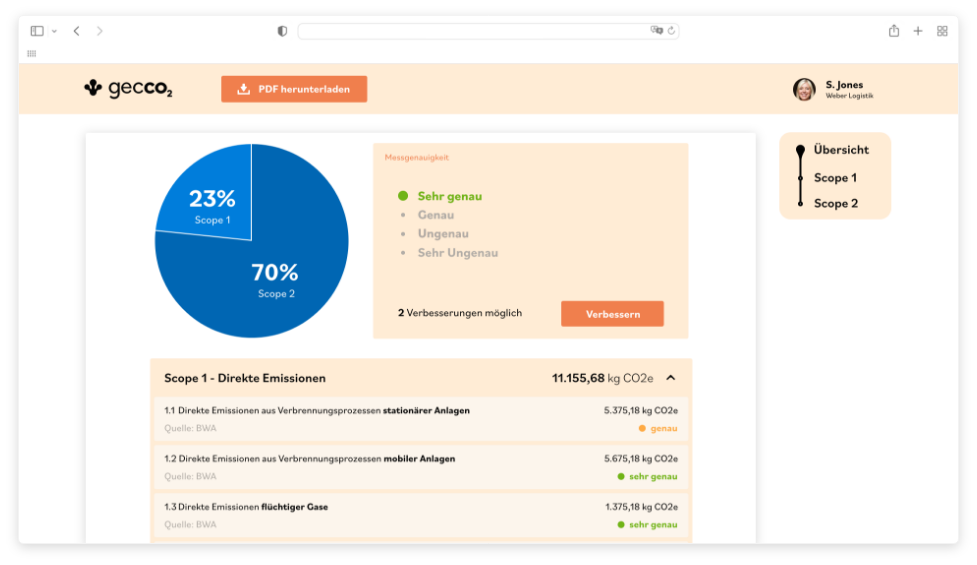 gecco2
PDF herunterladen
S. Jones
Weber Logistik
23%
Scope 1
70%
Scope 2
Messgenauigkeit
Sehr genau
Genau
Ungenau
Sehr Ungenau
2 Verbesserungen möglich
Verbessern
Übersicht
Scope 1
Scope 2
Scope 1 - Direkte Emissionen 11.155,68 kg CO2e
1.1 Direkte Emissionen aus Verbrennungsprozessen stationärer Anlagen 5.375,18 kg CO2e
Quelle: BWA genau
1.2 Direkte Emissionen aus Verbrennungsprozessen mobiler Anlagen 5.675,18 kg CO2e
Quelle: BWA sehr genau
1.3 Direkte Emissionen flüchtiger Gase 1.375,18 kg CO2e
Quelle: BWA sehr genau